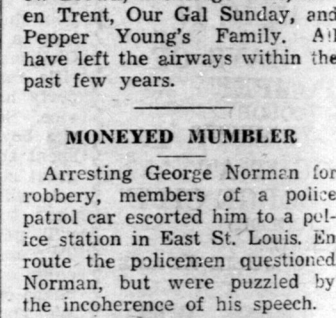 en Trent, Our Gal Sunday, and
Pepper Young's Family. All
have left the airways within the
past few years.
MONEYED MUMBLER
Arresting George Norman for
robbery, members of a police
patrol car escorted him to a pol-
ice station in East St. Louis. En
route the policemen questioned
Norman, but were puzzled by
the incoherence of his speech.